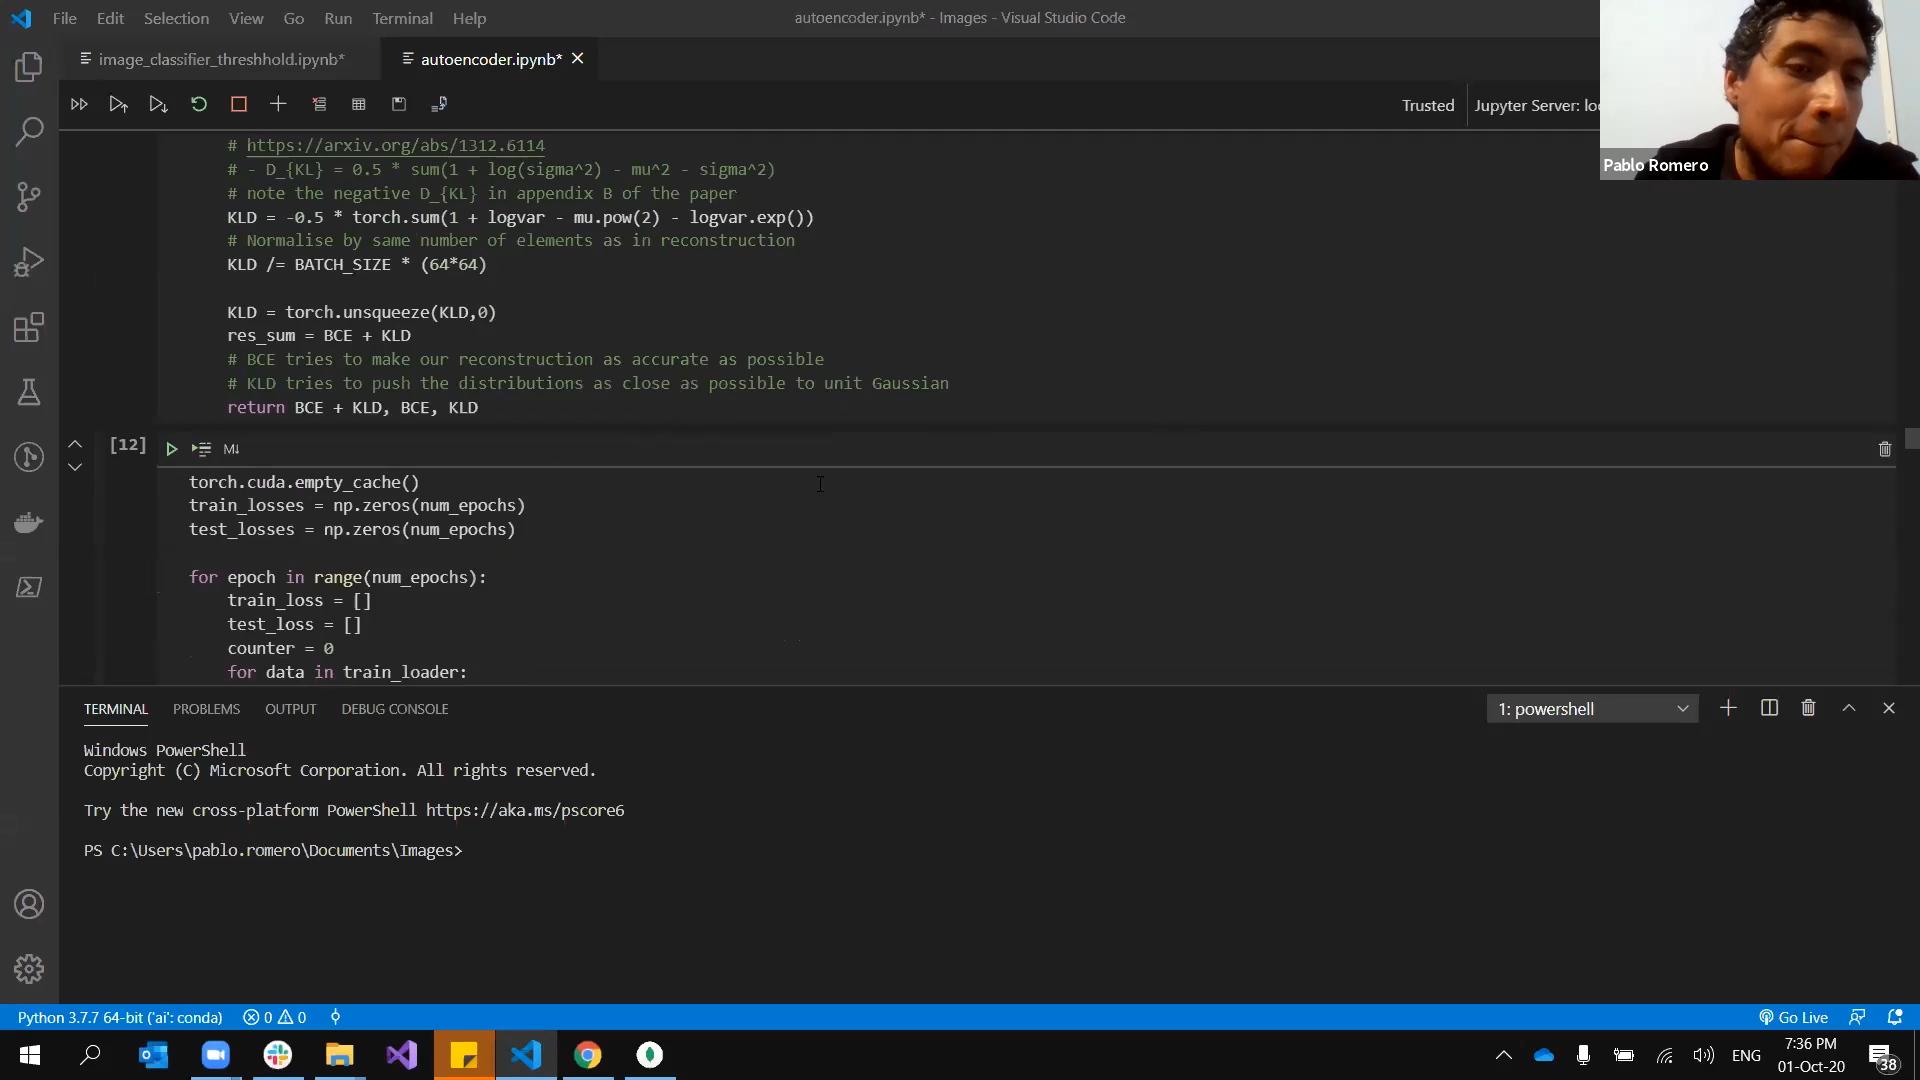 File Edit Selection View Go Run Terminal Help
autoencoder.ipynb* - Images - Visual Studio Code
image_classifier_threshhold.ipynb*
autoencoder.ipynb*
Trusted
Jupyter Server: lo
Pablo Romero
# https://arxiv.org/abs/1312.6114
# - D_{KL} = 0.5 * sum(1 + log(sigma^2) - mu^2 - sigma^2)
# note the negative D_{KL} in appendix B of the paper
KLD = -0.5 * torch.sum(1 + logvar - mu.pow(2) - logvar.exp())
# Normalise by same number of elements as in reconstruction
KLD /= BATCH_SIZE * (64*64)
KLD = torch.unsqueeze(KLD,0)
res_sum = BCE + KLD
# BCE tries to make our reconstruction as accurate as possible
# KLD tries to push the distributions as close as possible to unit Gaussian
return BCE + KLD, BCE, KLD
[12]
M↓
torch.cuda.empty_cache()
train_losses = np.zeros(num_epochs)
test_losses = np.zeros(num_epochs)
for epoch in range(num_epochs):
train_loss = []
test_loss = []
counter = 0
for data in train_loader:
TERMINAL PROBLEMS OUTPUT DEBUG CONSOLE
1: powershell
Windows PowerShell
Copyright (C) Microsoft Corporation. All rights reserved.
Try the new cross-platform PowerShell https://aka.ms/pscore6
PS C:\Users\pablo.romero\Documents\Images>
Python 3.7.7 64-bit ('ai': conda)
0 0
Go Live
ENG
7:36 PM
01-Oct-20
38